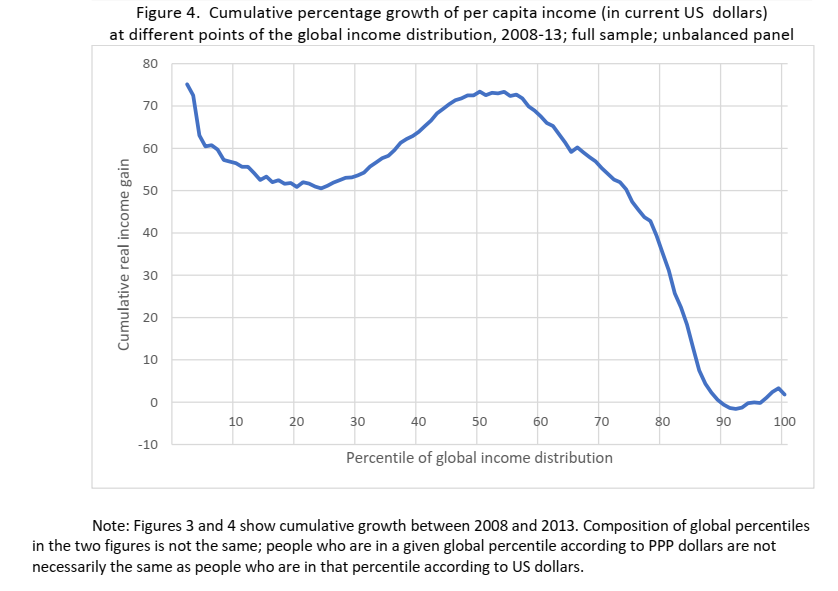 Figure 4.  Cumulative percentage growth of per capita income (in current US  dollars)
at different points of the global income distribution, 2008-13; full sample; unbalanced panel
80
70
60
50
40
30
20
10
0
-10
Cumulative real income gain
10 20 30 40 50 60 70 80 90 100
Percentile of global income distribution
Note: Figures 3 and 4 show cumulative growth between 2008 and 2013. Composition of global percentiles
in the two figures is not the same; people who are in a given global percentile according to PPP dollars are not
necessarily the same as people who are in that percentile according to US dollars.